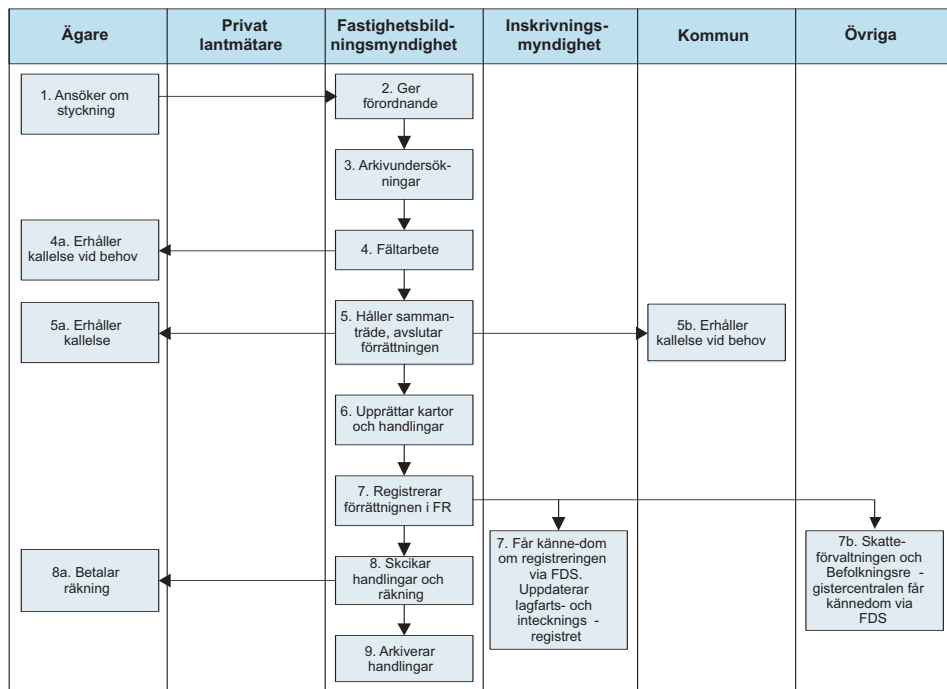 Ägare
Privat
lantmätare
Fastighetsbild-
ningsmyndighet
Inskrivnings-
myndighet
Kommun
Övriga
1. Ansöker om
styckning
2. Ger
förordnande
3. Arkivundersök-
ningar
4a. Erhåller
kallelse vid behov
4. Fältarbete
5a. Erhåller
kallelse
5. Håller samman-
träde, avslutar
förrättningen
5b. Erhåller
kallelse vid behov
6. Upprättar kartor
och handlingar
7. Registrerar
förrättnignen i FR
8a. Betalar
räkning
8. Skcikar
handlingar och
räkning
7. Får känne-dom
om registreringen
via FDS.
Uppdaterar
lagfarts- och
intecknings -
registret
7b. Skatte-
förvaltningen och
Befolkningsre -
gistercentralen får
kännedom via
FDS
9. Arkiverar
handlingar